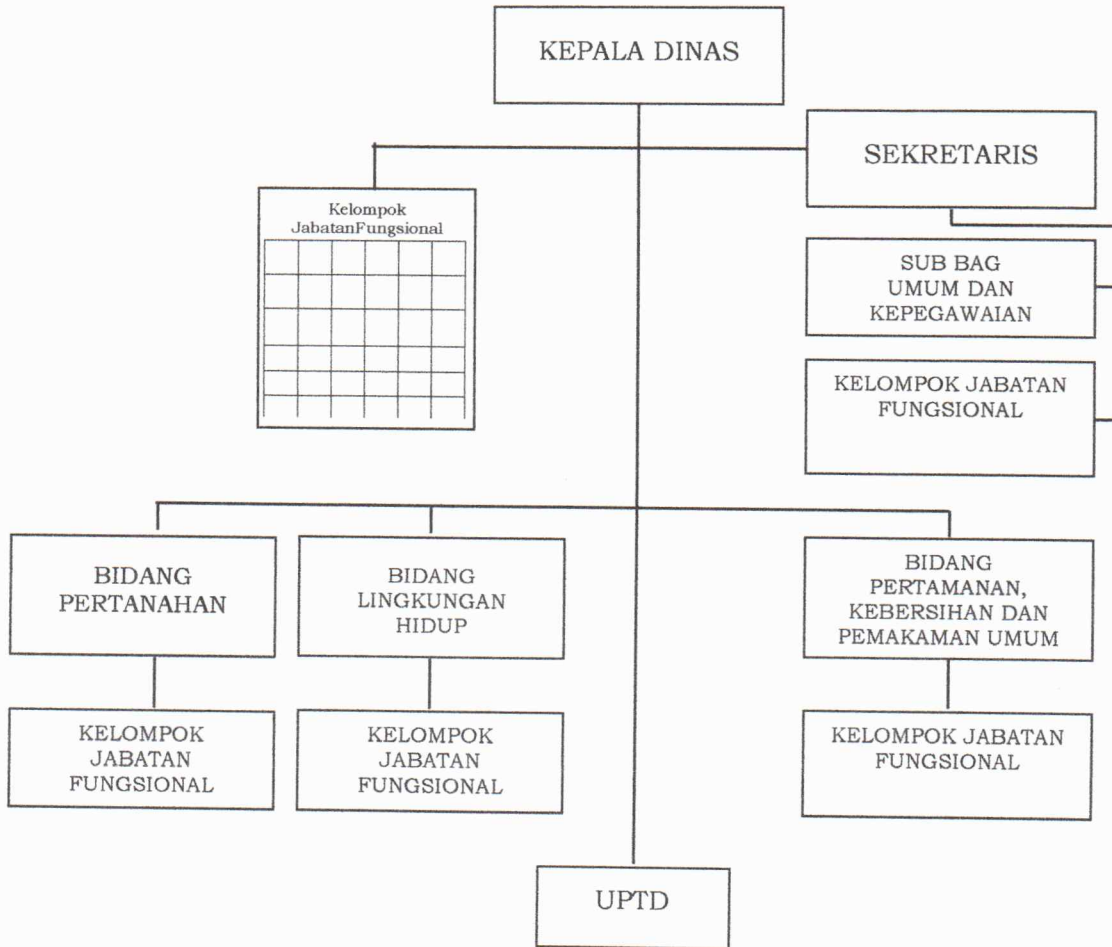 KEPALA DINAS
SEKRETARIS
Kelompok
JabatanFungsional
SUB BAG
UMUM DAN
KEPEGAWAIAN
KELOMPOK JABATAN
FUNGSIONAL
BIDANG
PERTANAHAN
BIDANG
LINGKUNGAN
HIDUP
BIDANG
PERTAMANAN,
KEBERSIHAN DAN
PEMAKAMAN UMUM
KELOMPOK
JABATAN
FUNGSIONAL
KELOMPOK
JABATAN
FUNGSIONAL
KELOMPOK JABATAN
FUNGSIONAL
UPTD